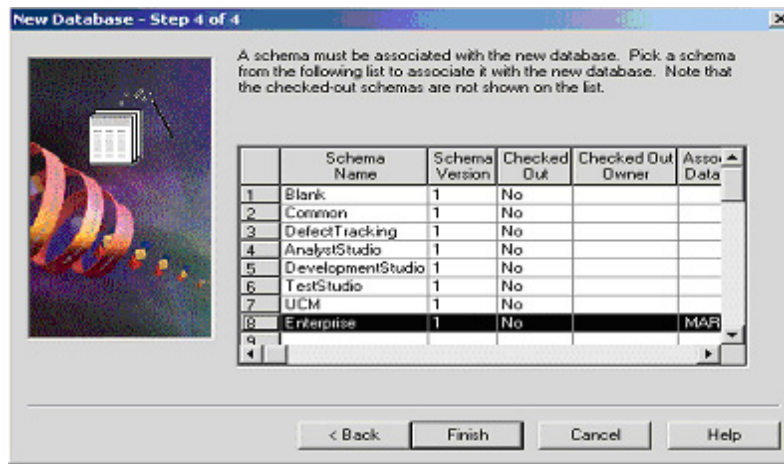 New Database - Step 4 of 4
A schema must be associated with the new database. Pick a schema
from the following list to associate it with the new database. Note that
the checked-out schemas are not shown on the list.
Schema Name Schema Version Checked Out Checked Out Owner Asso Data
1 Blank 1 No
2 Common 1 No
3 DefectTracking 1 No
4 AnalystStudio 1 No
5 DevelopmentStudio 1 No
6 TestStudio 1 No
7 UCM 1 No
8 Enterprise 1 No MAR
9
< Back Finish Cancel Help